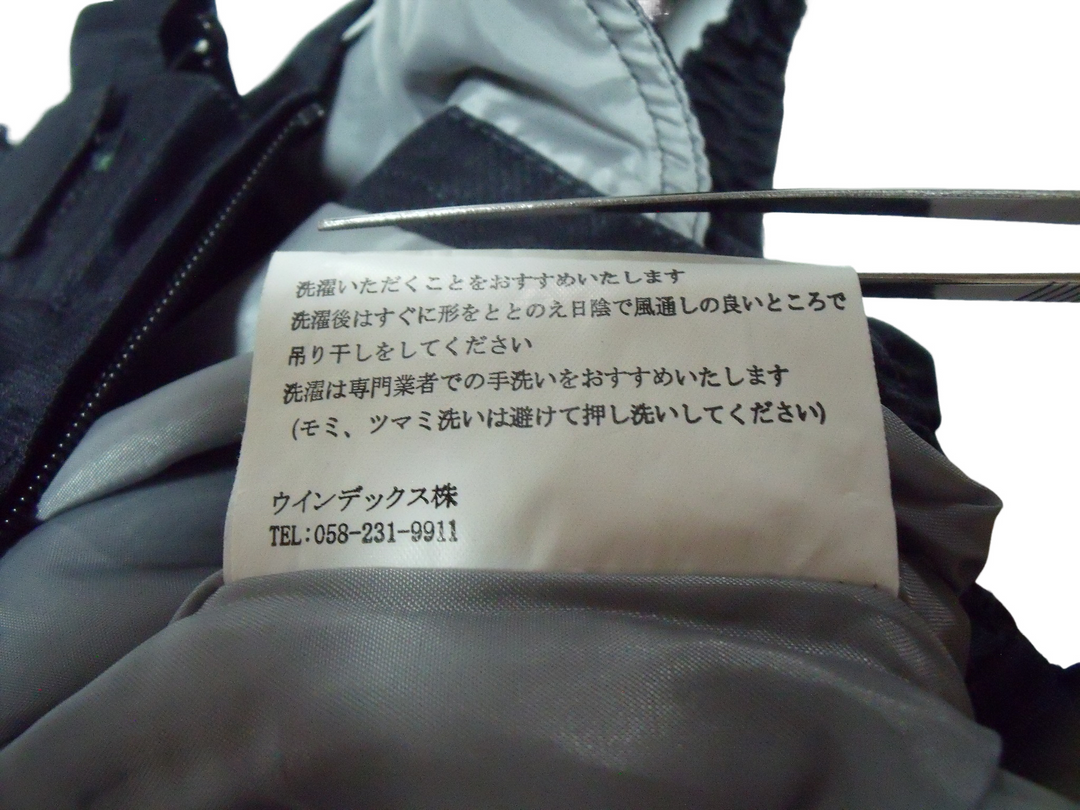 洗濯いただくことをおすすめいたします
洗濯後はすぐに形をととのえ日陰で風通しの良いところで
吊り干しをしてください
洗濯は専門業者での手洗いをおすすめいたします
(モミ、ツマミ洗いは避けて押し洗いしてください)
ウインデックス株
TEL:058-231-9911